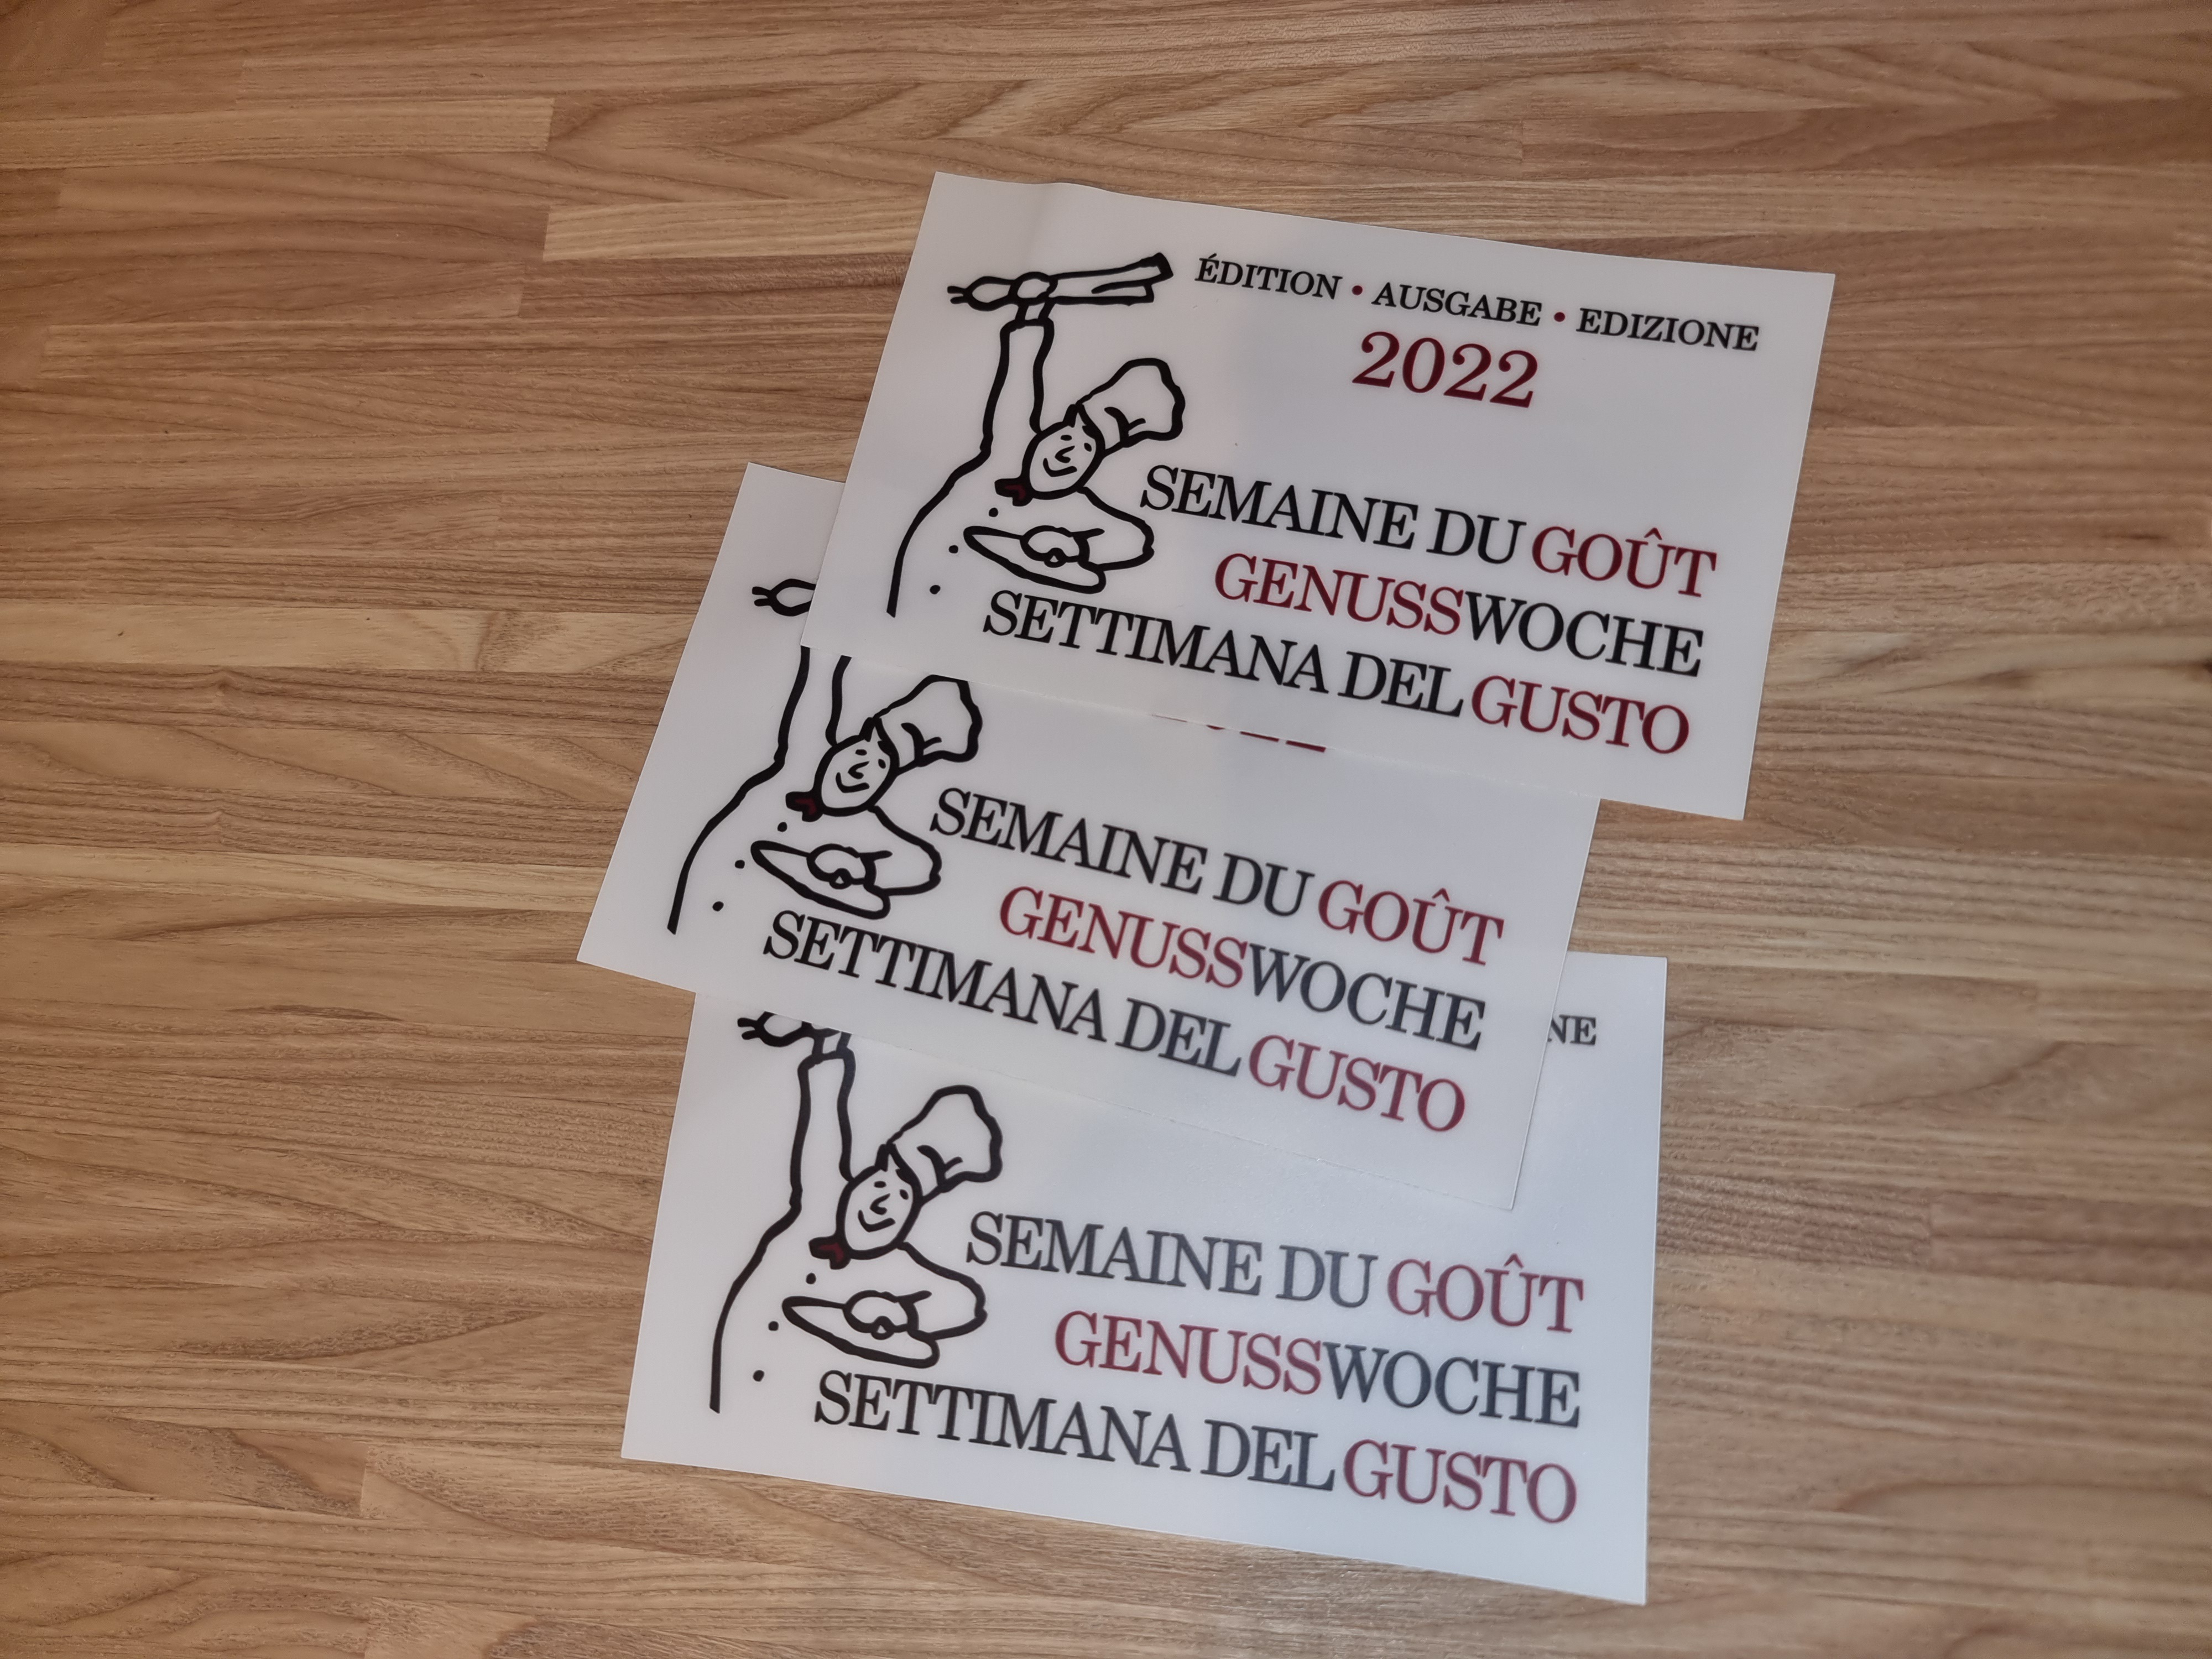 ÉDITION • AUSGABE • EDIZIONE
2022
SEMAINE DU GOÛT
GENUSSWOCHE
SETTIMANA DEL GUSTO
SEMAINE DU GOÛT
GENUSSWOCHE
SETTIMANA DEL GUSTO
NE
SEMAINE DU GOÛT
GENUSSWOCHE
SETTIMANA DEL GUSTO